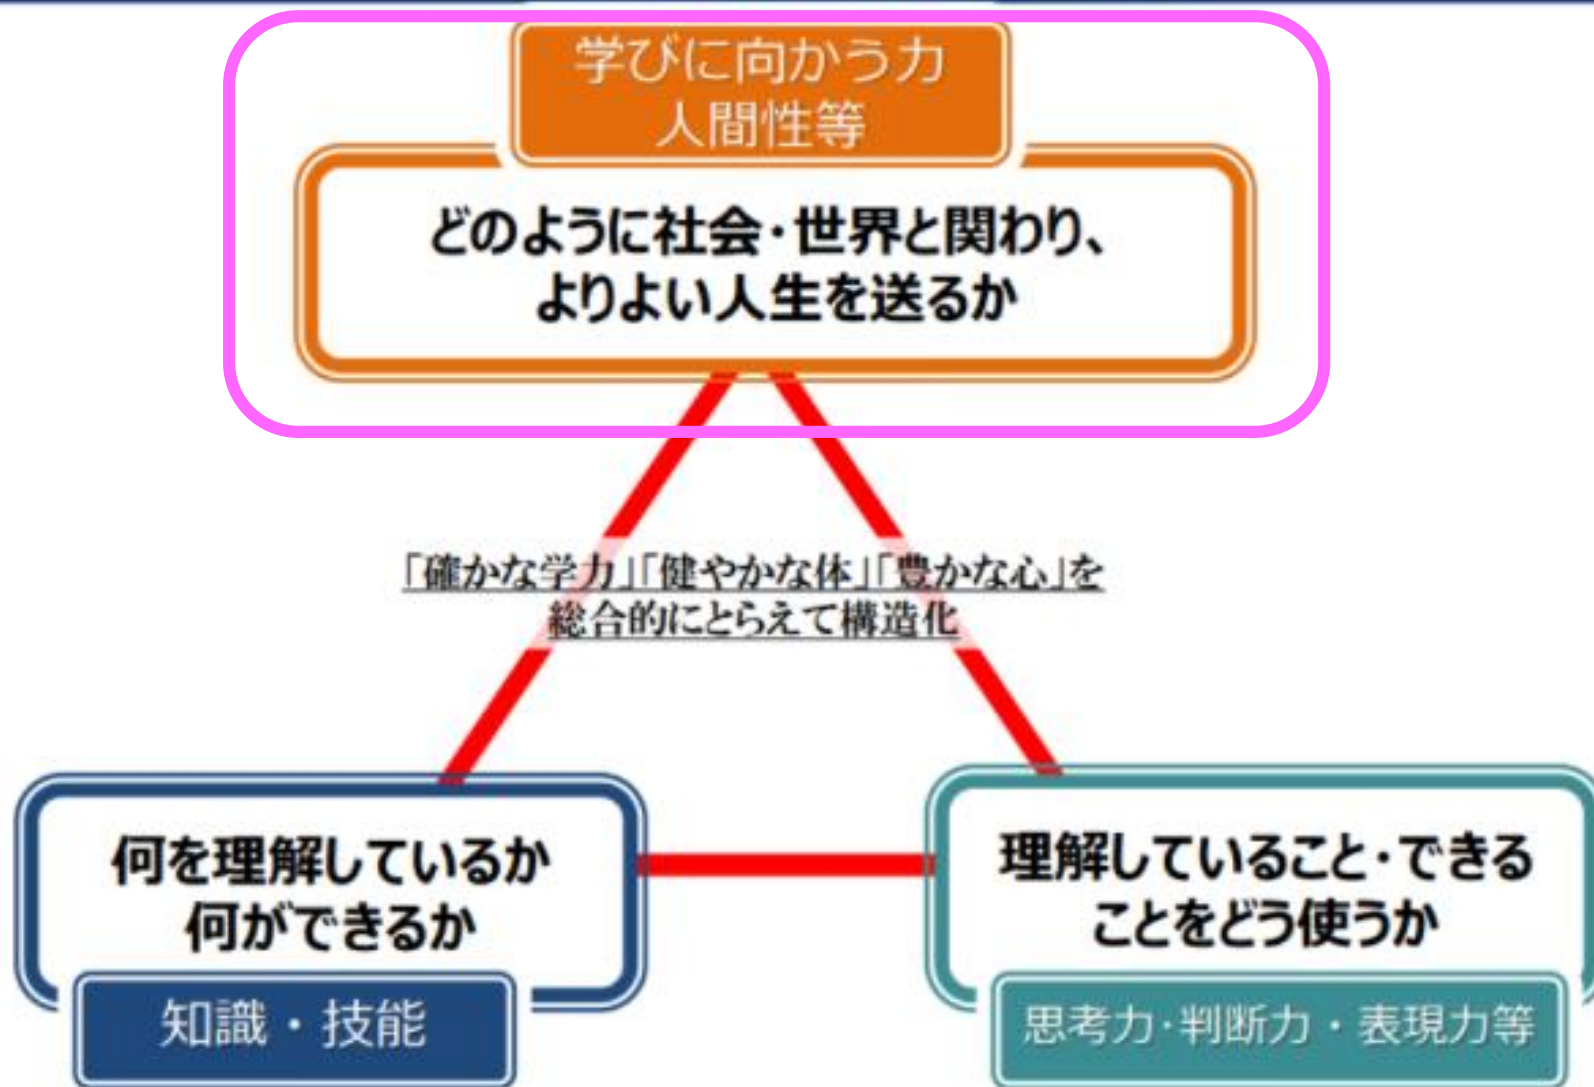 学びに向かう力
人間性等
どのように社会・世界と関わり、
よりよい人生を送るか
「確かな学力」「健やかな体」「豊かな心」を
総合的にとらえて構造化
何を理解しているか
何ができるか
知識・技能
理解していること・できる
ことをどう使うか
思考力・判断力・表現力等